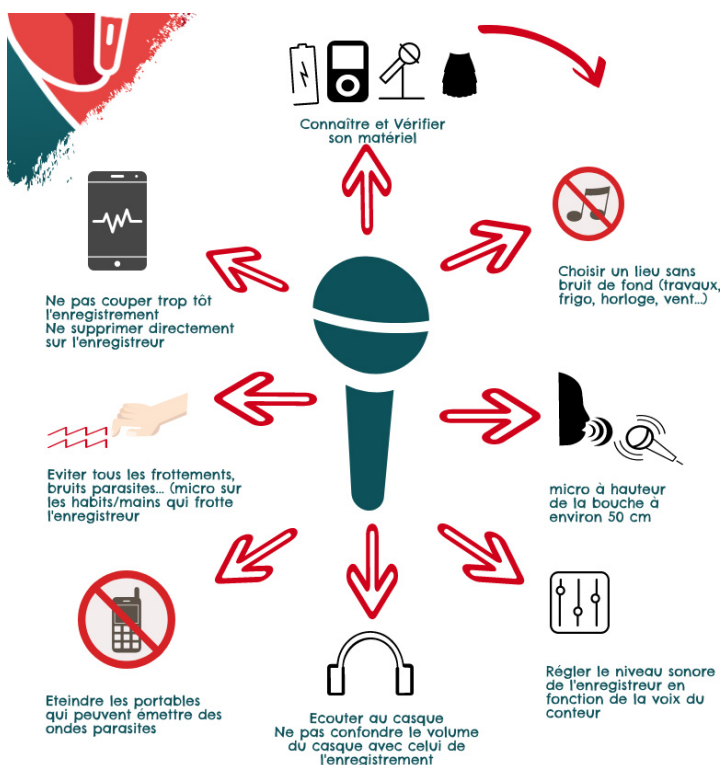 Connaître et Vérifier
son matériel
Choisir un lieu sans
bruit de fond (travaux,
frigo, horloge, vent...)
micro à hauteur
de la bouche à
environ 50 cm
Régler le niveau sonore
de l'enregistreur en
fonction de la voix du
conteur
Ecouter au casque
Ne pas confondre le volume
du casque avec celui de
l'enregistrement
Eteindre les portables
qui peuvent émettre des
ondes parasites
Eviter tous les frottements,
bruits parasites... (micro sur
les habits/mains qui frotte
l'enregistreur
Ne pas couper trop tôt
l'enregistrement
Ne supprimer directement
sur l'enregistreur